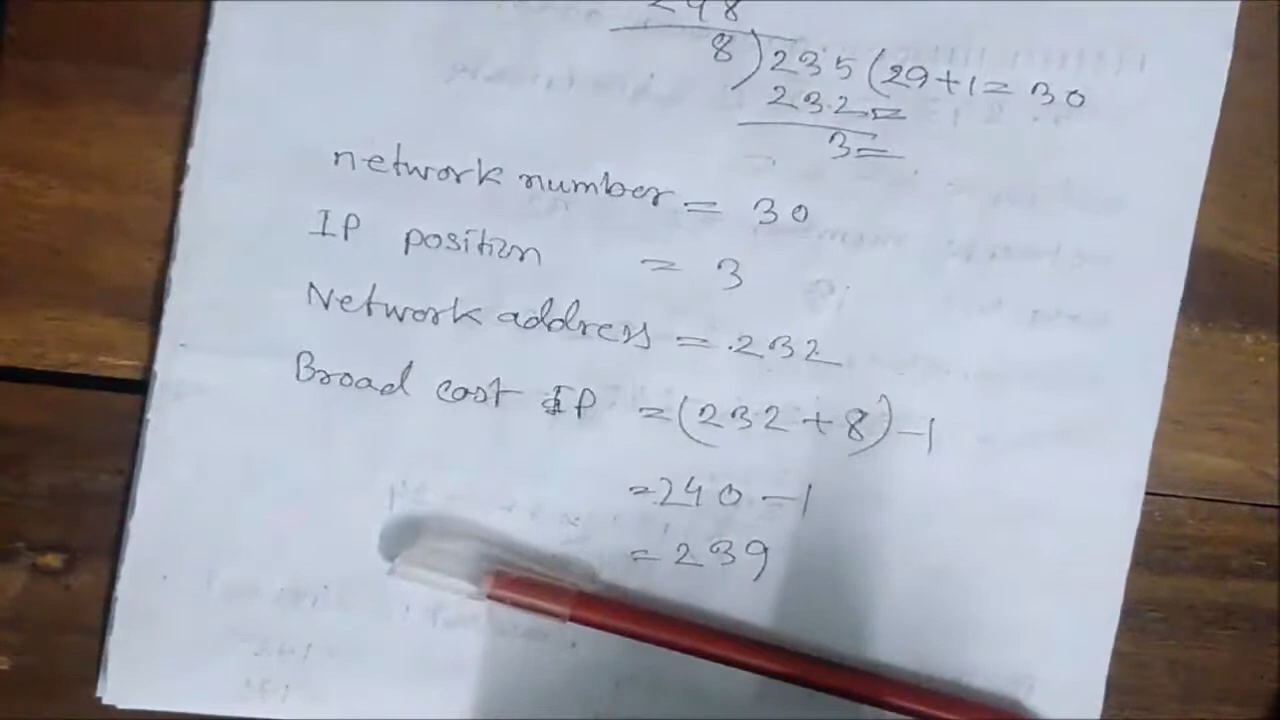 248
8)235(29+1=30
232=
3=
network number = 30
IP position = 3
Network address = .232
Broad cast IP =(232+8)-1
=240-1
=239